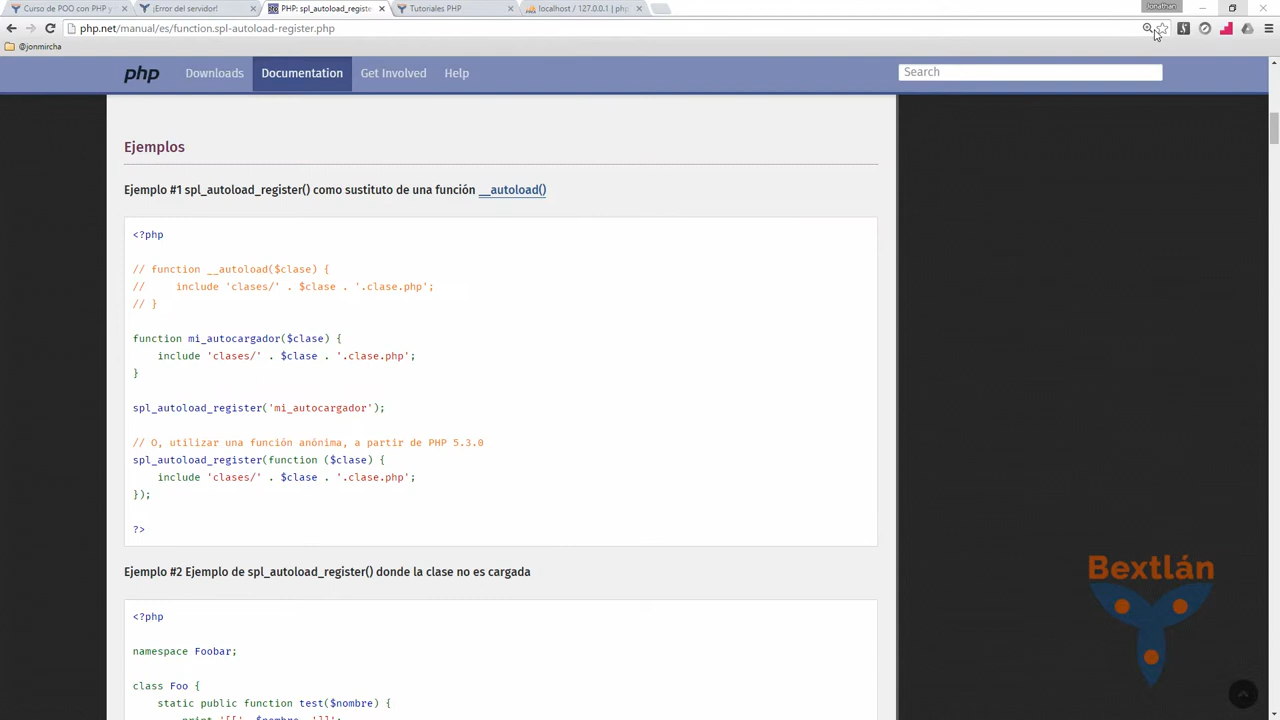 Curso de POO con PHP y
¡Error del servidor!
PHP: spl_autoload_registe
Tutoriales PHP
localhost / 127.0.0.1 | ph
Jonathan
php.net/manual/es/function.spl-autoload-register.php
@jonmircha
php
Downloads
Documentation
Get Involved
Help
Search
Ejemplos
Ejemplo #1 spl_autoload_register() como sustituto de una función __autoload()
<?php
// function __autoload($clase) {
//     include 'clases/' . $clase . '.clase.php';
// }
function mi_autocargador($clase) {
    include 'clases/' . $clase . '.clase.php';
}
spl_autoload_register('mi_autocargador');
// O, utilizar una función anónima, a partir de PHP 5.3.0
spl_autoload_register(function ($clase) {
    include 'clases/' . $clase . '.clase.php';
});
?>
Bextlán
Ejemplo #2 Ejemplo de spl_autoload_register() donde la clase no es cargada
<?php
namespace Foobar;
class Foo {
    static public function test($nombre) {
        print '[['. $nombre .']]';